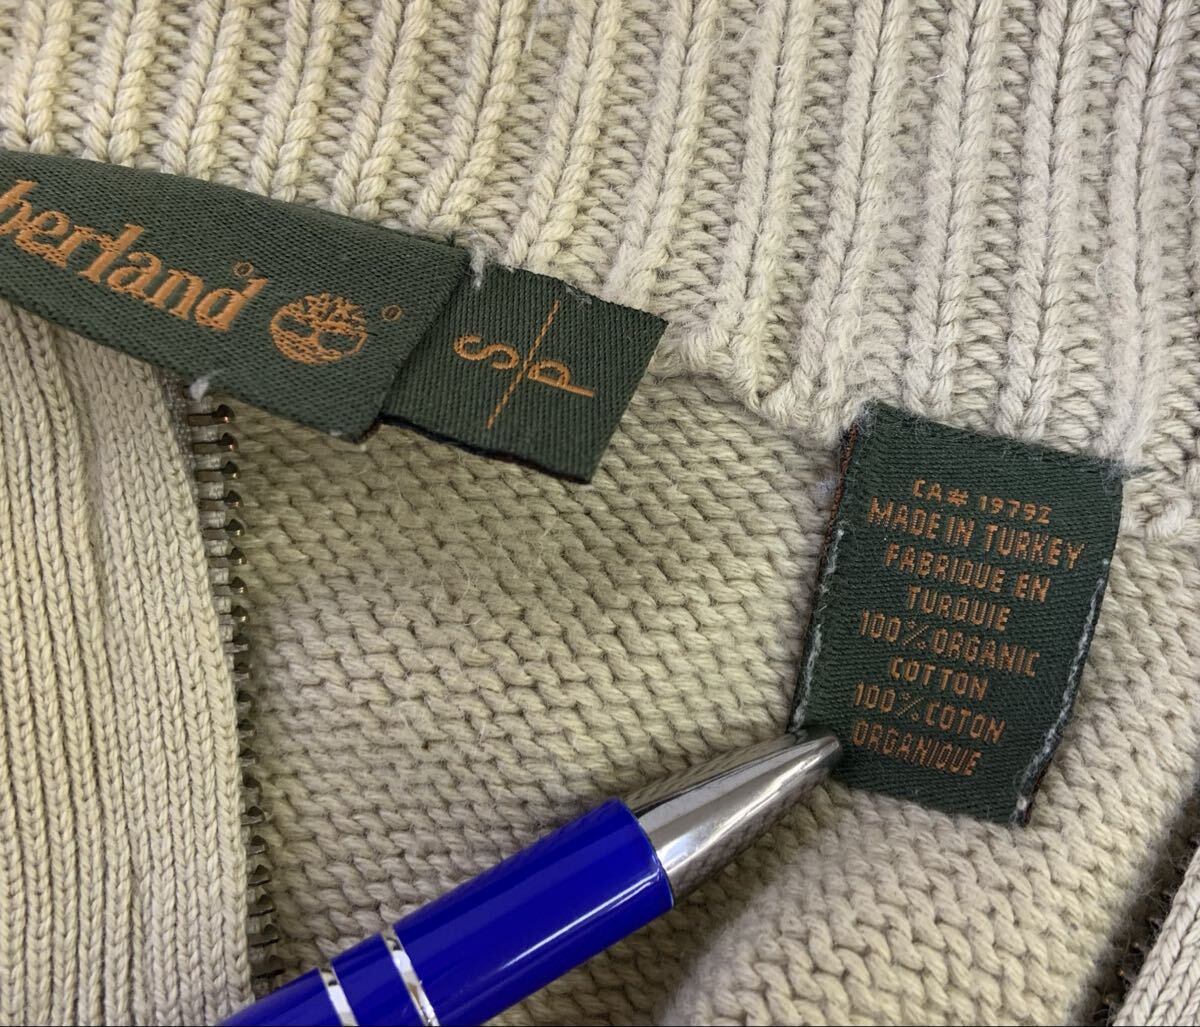 berland
S/P
CA# 19792
MADE IN TURKEY
FABRIQUE EN
TURQUIE
100% ORGANIC
COTTON
100% COTON
ORGANIQUE